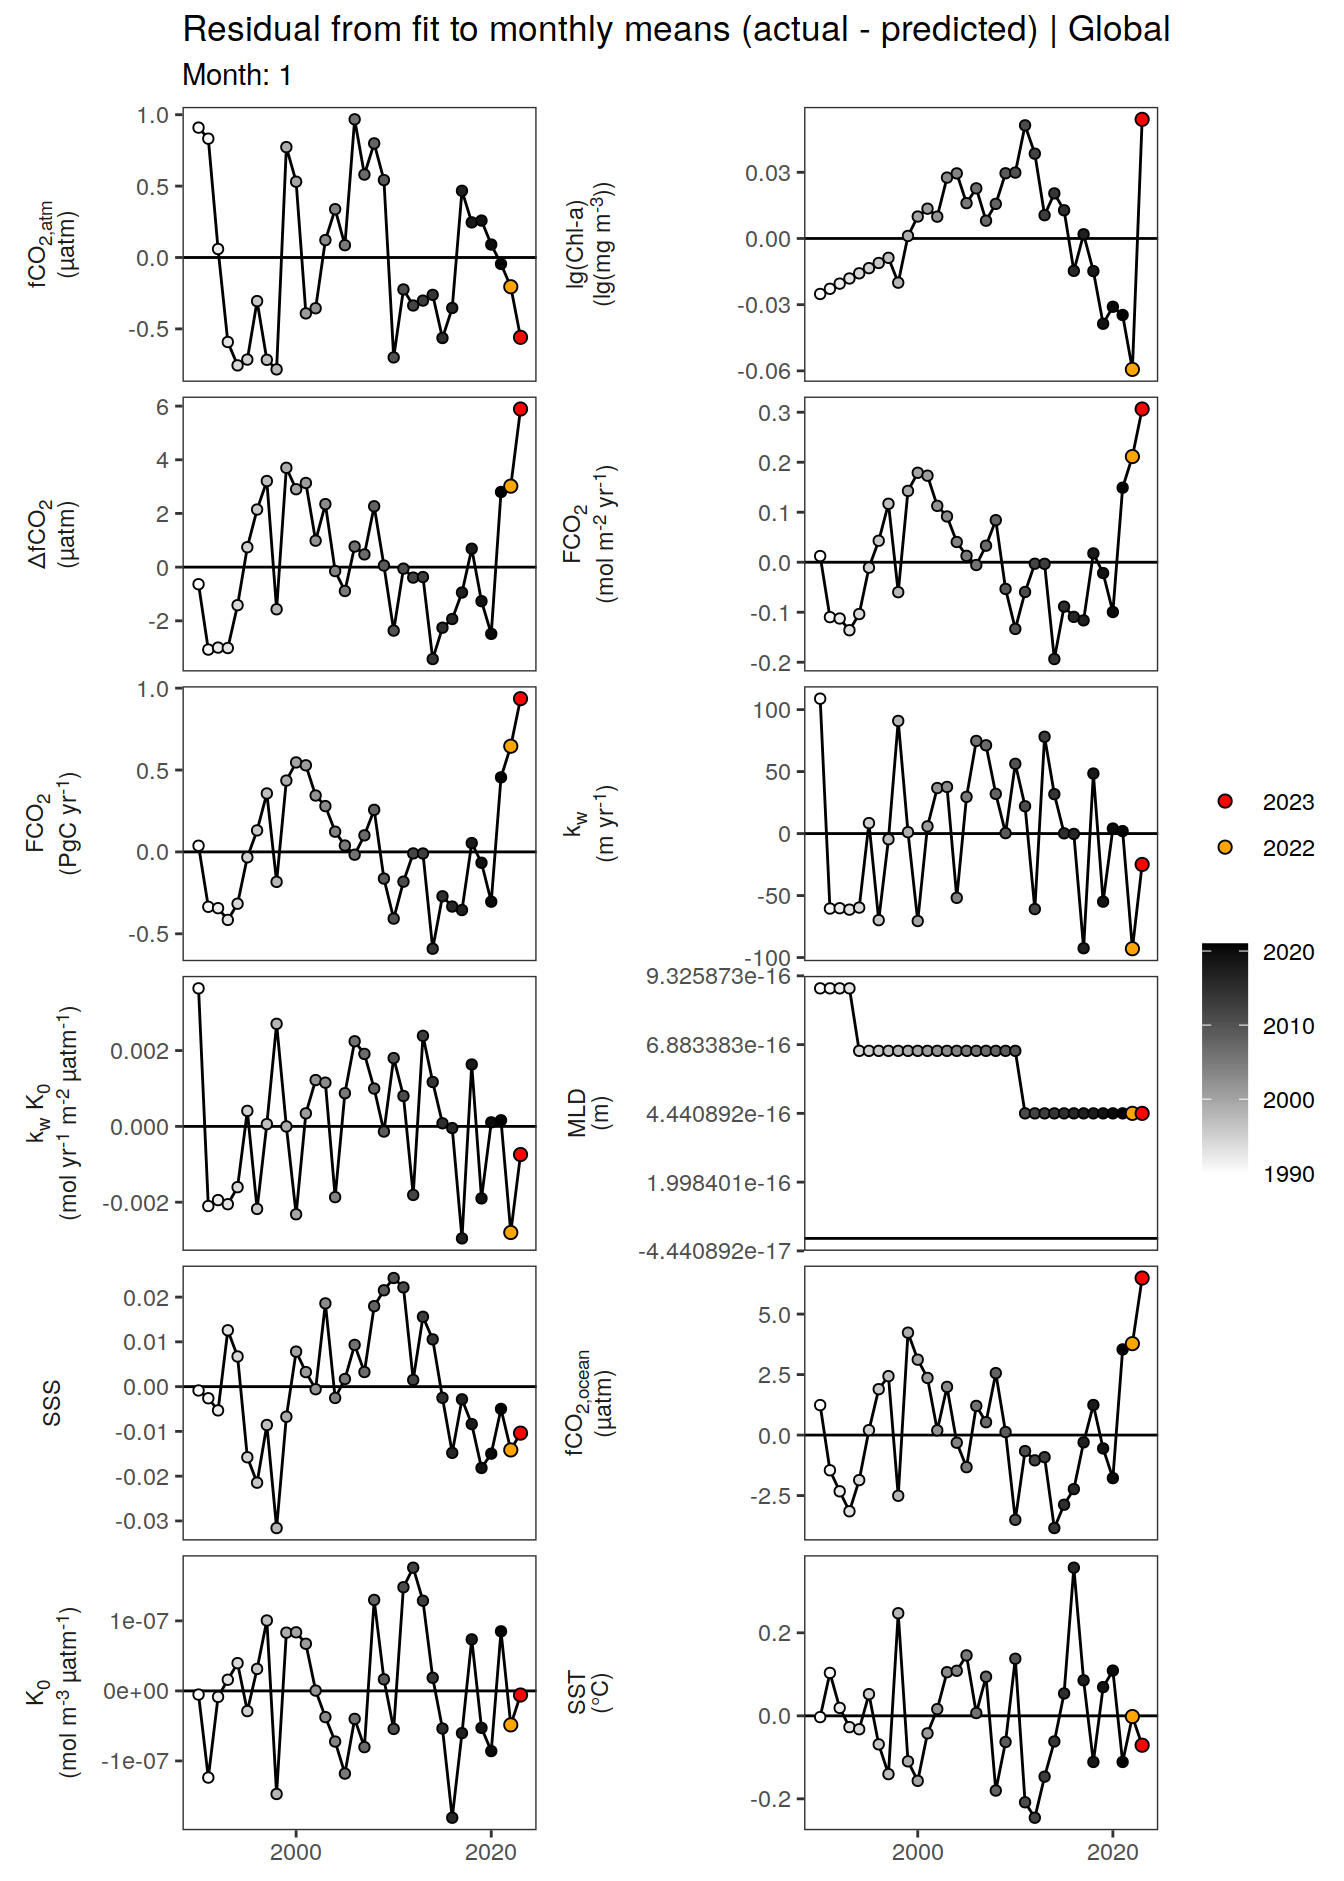 Residual from fit to monthly means (actual - predicted) | Global
Month: 1
fCO2,atm
(µatm)
1.0
0.5
0.0
-0.5
lg(Chl-a)
(lg(mg m-3))
0.03
0.00
-0.03
-0.06
ΔfCO2
(µatm)
6
4
2
0
-2
FCO2
(mol m-2 yr-1)
0.3
0.2
0.1
0.0
-0.1
-0.2
FCO2
(PgC yr-1)
1.0
0.5
0.0
-0.5
kw
(m yr-1)
100
50
0
-50
-100
kw K0
(mol yr-1 m-2 µatm-1)
0.002
0.000
-0.002
MLD
(m)
9.325873e-16
6.883383e-16
4.440892e-16
1.998401e-16
-4.440892e-17
SSS
0.02
0.01
0.00
-0.01
-0.02
-0.03
fCO2,ocean
(µatm)
5.0
2.5
0.0
-2.5
K0
(mol m-3 µatm-1)
1e-07
0e+00
-1e-07
SST
(°C)
0.2
0.0
-0.2
2000
2020
2000
2020
2023
2022
2020
2010
2000
1990